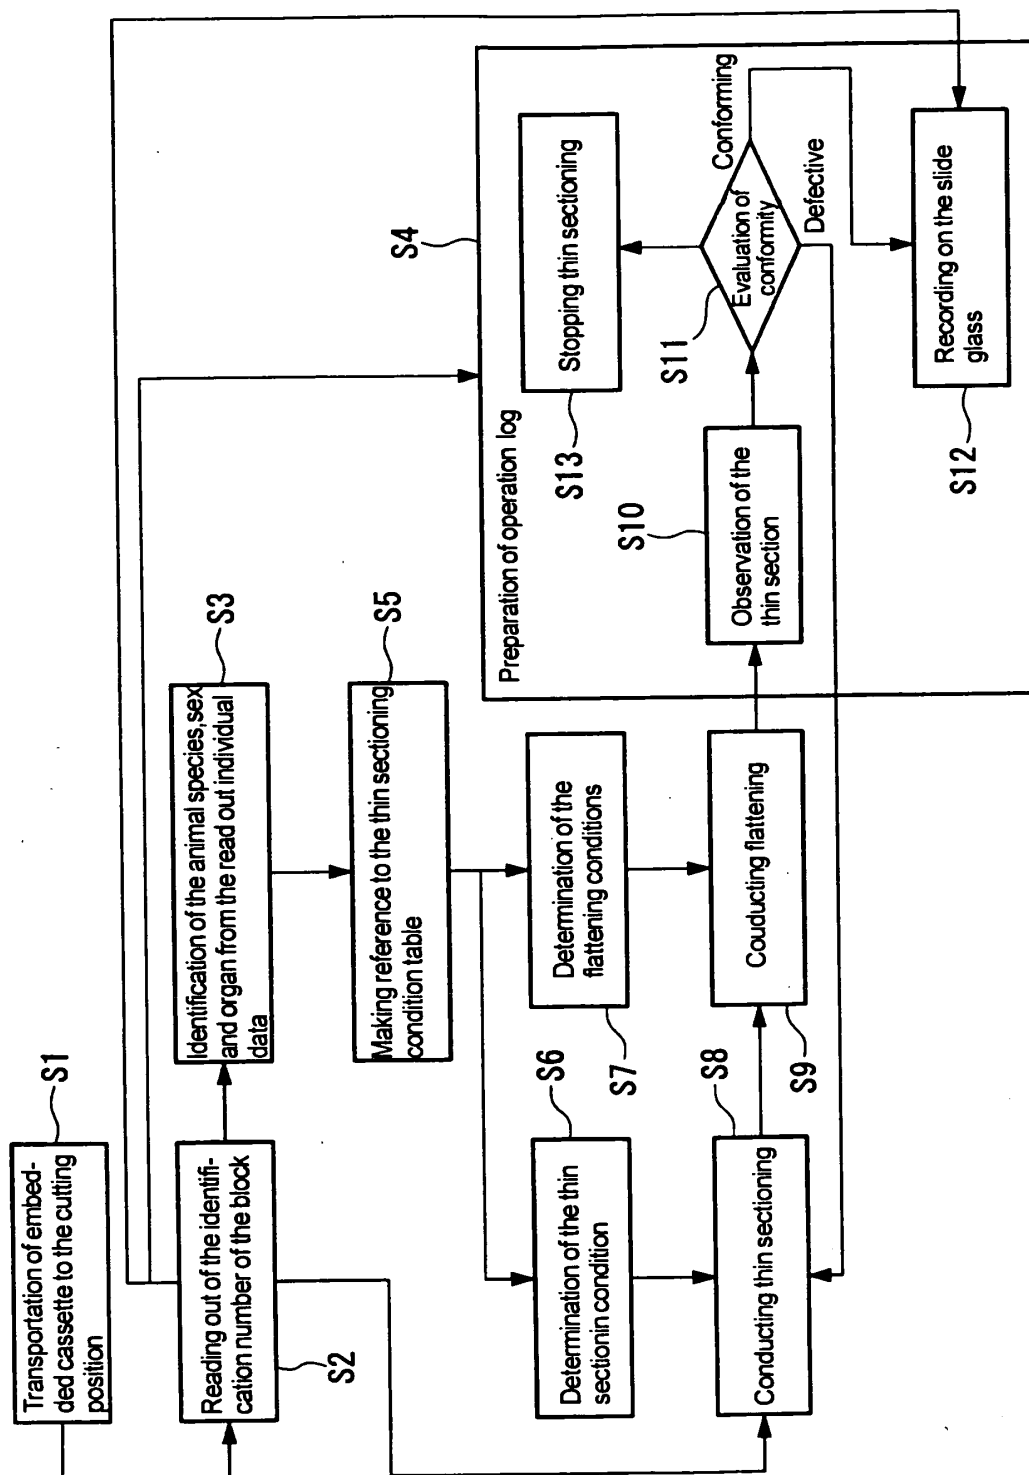 Transportation of embed-
ded cassette to the cutting
position
S1
Reading out of the identifi-
cation number of the block
S2
Identification of the animal species,sex
and organ from the read out individual
data
S3
Making reference to the thin sectioning
condition table
S5
Determination of the thin
sectionin condition
S6
Determination of the
flattening conditions
S7
Conducting thin sectioning
S8
Couducting flattening
S9
S4
Preparation of operation log
Observation of the
thin section
S10
Evaluation of
conformity
S11
Conforming
Defective
Stopping thin sectioning
S13
Recording on the slide
glass
S12